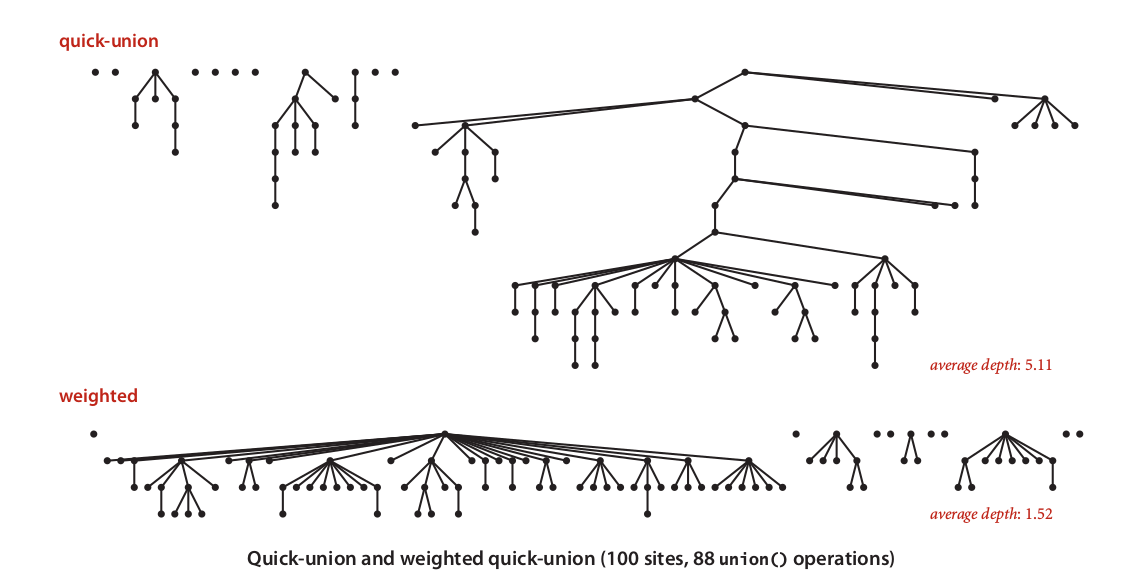 quick-union
average depth: 5.11
weighted
average depth: 1.52
Quick-union and weighted quick-union (100 sites, 88 union() operations)